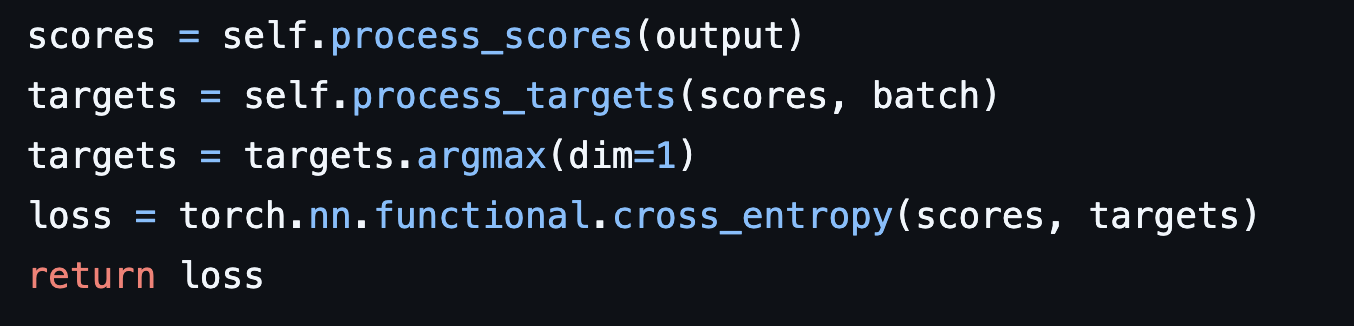 scores = self.process_scores(output)
targets = self.process_targets(scores, batch)
targets = targets.argmax(dim=1)
loss = torch.nn.functional.cross_entropy(scores, targets)
return loss